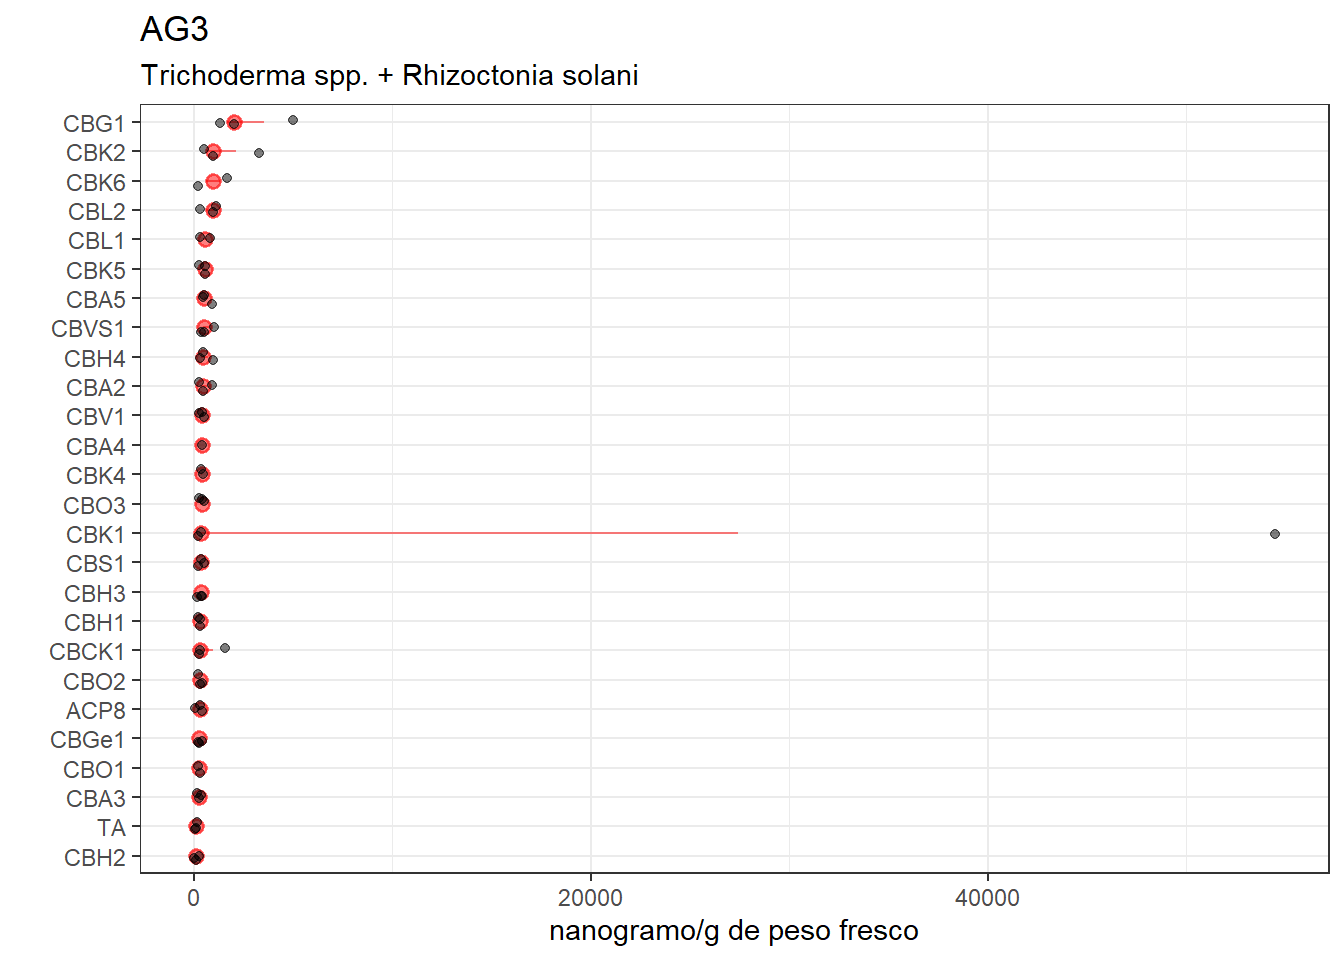 AG3
Trichoderma spp. + Rhizoctonia solani
CBG1
CBK2
CBK6
CBL2
CBL1
CBK5
CBA5
CBVS1
CBH4
CBA2
CBV1
CBA4
CBK4
CBO3
CBK1
CBS1
CBH3
CBH1
CBCK1
CBO2
ACP8
CBGe1
CBO1
CBA3
TA
CBH2
0 20000 40000
nanogramo/g de peso fresco